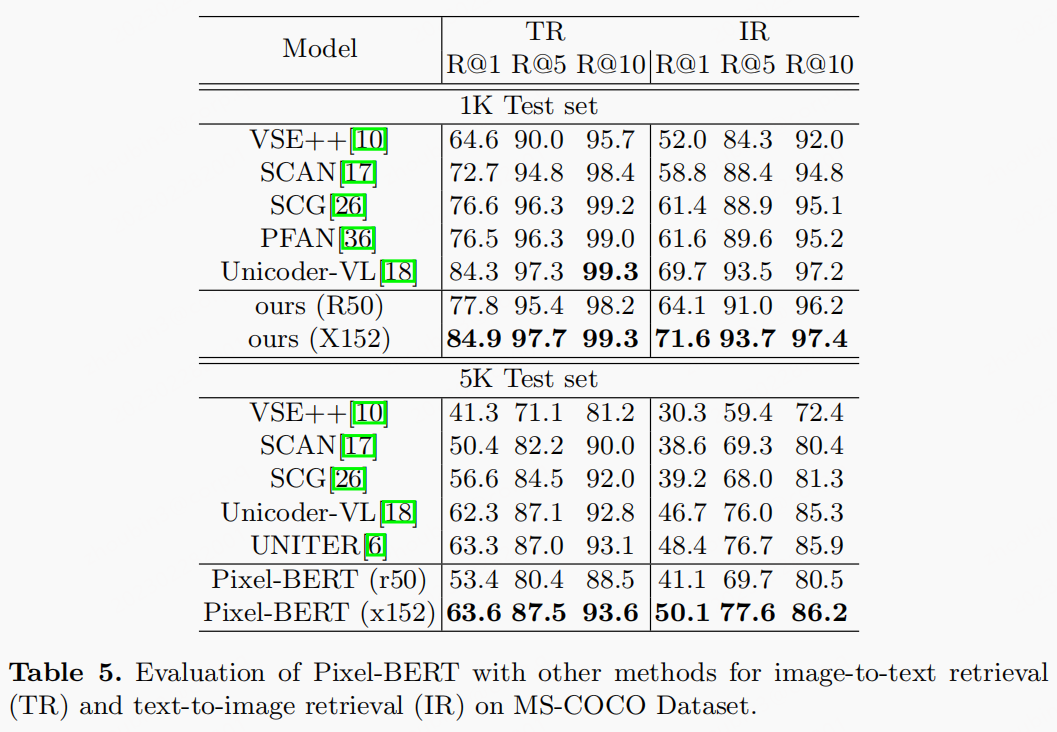 Model TR IR
R@1 R@5 R@10 R@1 R@5 R@10
1K Test set
VSE++[10] 64.6 90.0 95.7 52.0 84.3 92.0
SCAN[17] 72.7 94.8 98.4 58.8 88.4 94.8
SCG[26] 76.6 96.3 99.2 61.4 88.9 95.1
PFAN[36] 76.5 96.3 99.0 61.6 89.6 95.2
Unicoder-VL[18] 84.3 97.3 99.3 69.7 93.5 97.2
ours (R50) 77.8 95.4 98.2 64.1 91.0 96.2
ours (X152) 84.9 97.7 99.3 71.6 93.7 97.4
5K Test set
VSE++[10] 41.3 71.1 81.2 30.3 59.4 72.4
SCAN[17] 50.4 82.2 90.0 38.6 69.3 80.4
SCG[26] 56.6 84.5 92.0 39.2 68.0 81.3
Unicoder-VL[18] 62.3 87.1 92.8 46.7 76.0 85.3
UNITER[6] 63.3 87.0 93.1 48.4 76.7 85.9
Pixel-BERT (r50) 53.4 80.4 88.5 41.1 69.7 80.5
Pixel-BERT (x152) 63.6 87.5 93.6 50.1 77.6 86.2
Table 5. Evaluation of Pixel-BERT with other methods for image-to-text retrieval
(TR) and text-to-image retrieval (IR) on MS-COCO Dataset.